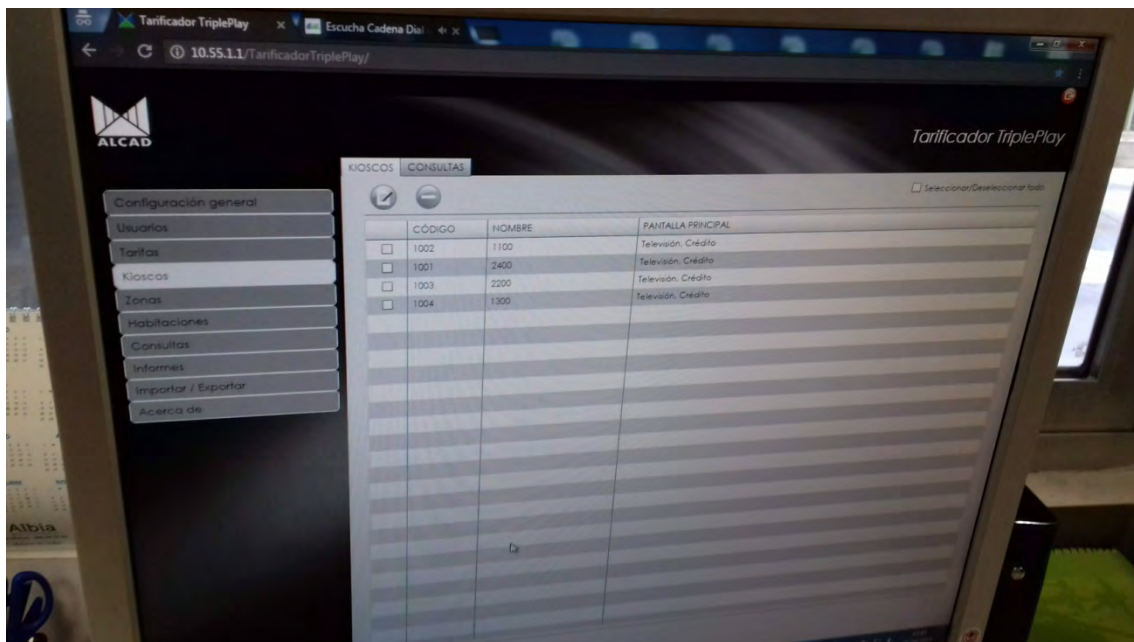 Tarificador TriplePlay
Escucha Cadena Dial
10.55.1.1/TarificadorTriplePlay/
ALCAD
Tarificador TriplePlay
KIOSCOS CONSULTAS
Seleccionar/Deseleccionar todo
Configuración general
Usuarios
Tarifas
Kioscos
Zonas
Habitaciones
Consultas
Informes
Importar / Exportar
Acerca de
CÓDIGO NOMBRE PANTALLA PRINCIPAL
1002 1100 Televisión, Crédito
1001 2400 Televisión, Crédito
1003 2200 Televisión, Crédito
1004 1300 Televisión, Crédito
Albia